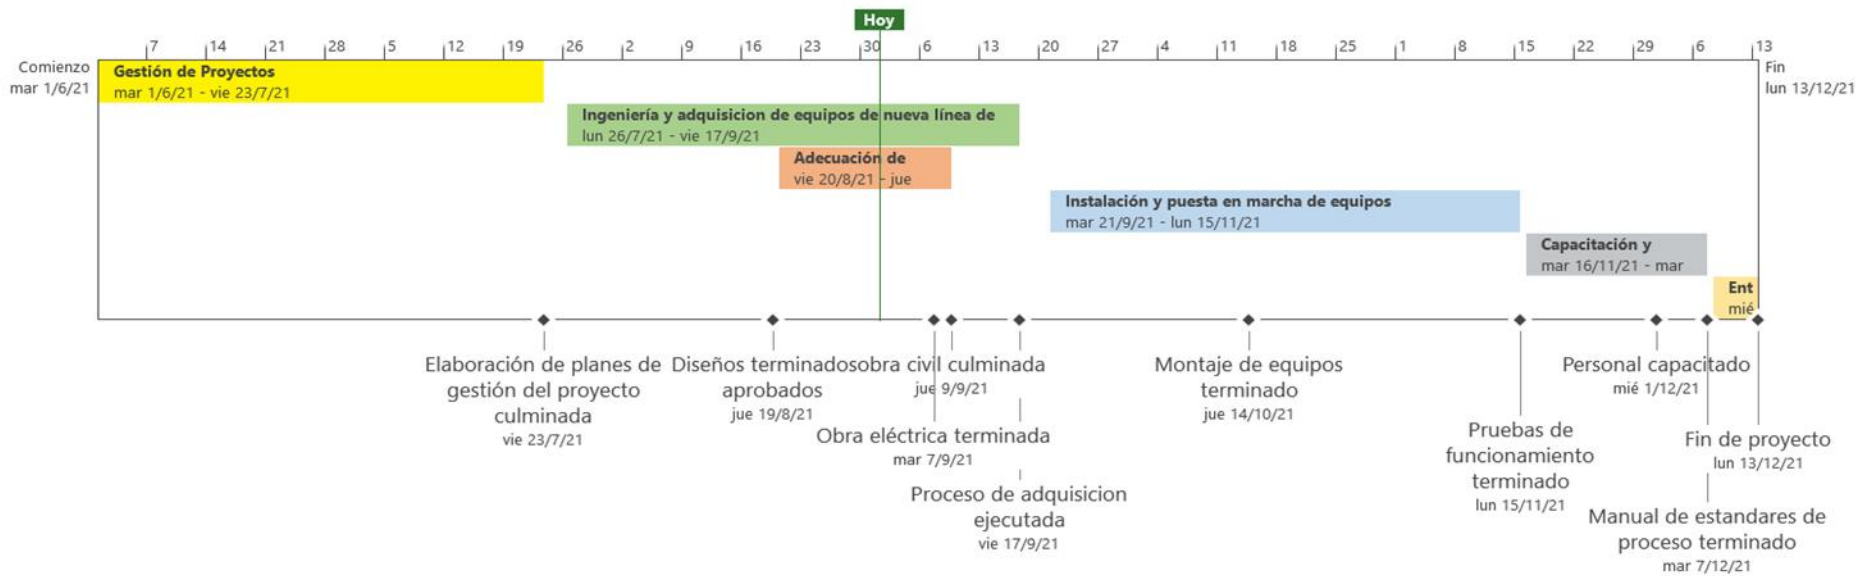 Hoy
7 14 21 28 5 12 19 26 2 9 16 23 30 6 13 20 27 4 11 18 25 1 8 15 22 29 6 13
Comienzo
mar 1/6/21
Fin
lun 13/12/21
Gestión de Proyectos
mar 1/6/21 - vie 23/7/21
Ingeniería y adquisicion de equipos de nueva línea de
lun 26/7/21 - vie 17/9/21
Adecuación de
vie 20/8/21 - jue
Instalación y puesta en marcha de equipos
mar 21/9/21 - lun 15/11/21
Capacitación y
mar 16/11/21 - mar
Ent
mié
Elaboración de planes de
gestión del proyecto
culminada
vie 23/7/21
Diseños terminados
aprobados
jue 19/8/21
obra civil culminada
jue 9/9/21
Obra eléctrica terminada
mar 7/9/21
Proceso de adquisicion
ejecutada
vie 17/9/21
Montaje de equipos
terminado
jue 14/10/21
Pruebas de
funcionamiento
terminado
lun 15/11/21
Personal capacitado
mié 1/12/21
Fin de proyecto
lun 13/12/21
Manual de estandares de
proceso terminado
mar 7/12/21